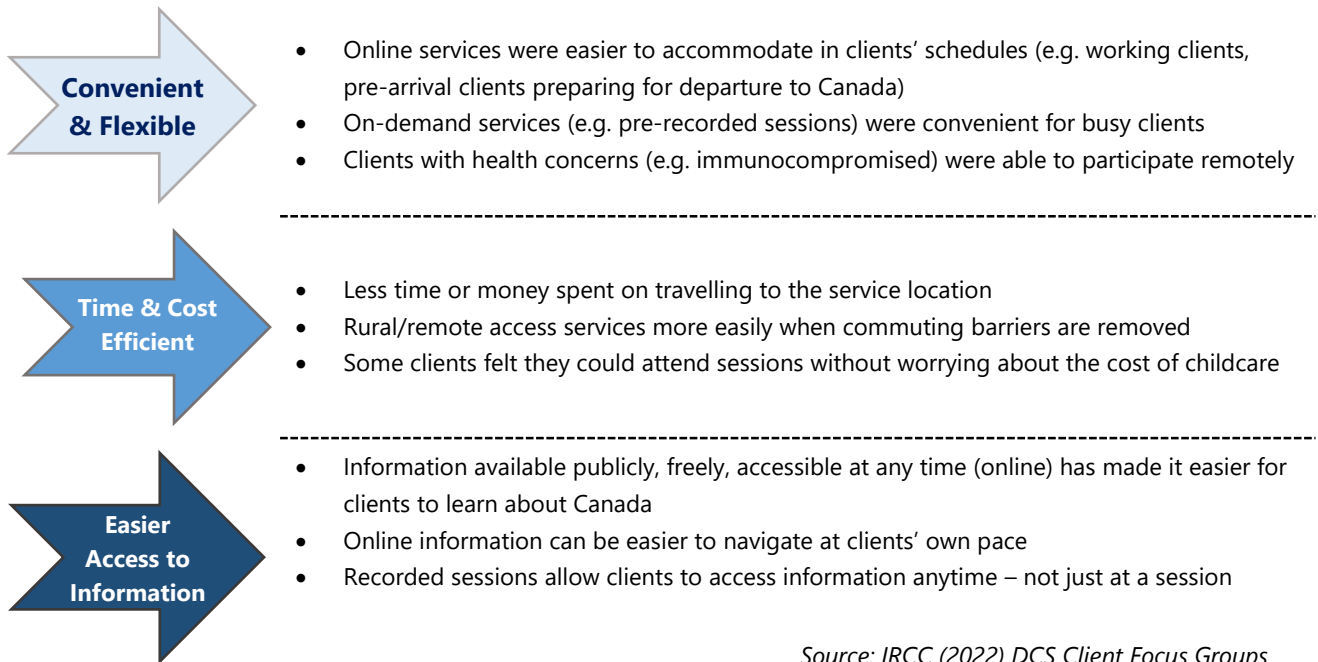 Convenient
& Flexible
• Online services were easier to accommodate in clients’ schedules (e.g. working clients,
pre-arrival clients preparing for departure to Canada)
• On-demand services (e.g. pre-recorded sessions) were convenient for busy clients
• Clients with health concerns (e.g. immunocompromised) were able to participate remotely
Time & Cost
Efficient
• Less time or money spent on travelling to the service location
• Rural/remote access services more easily when commuting barriers are removed
• Some clients felt they could attend sessions without worrying about the cost of childcare
Easier
Access to
Information
• Information available publicly, freely, accessible at any time (online) has made it easier for
clients to learn about Canada
• Online information can be easier to navigate at clients’ own pace
• Recorded sessions allow clients to access information anytime – not just at a session
Source: IRCC (2022) DCS Client Focus Groups